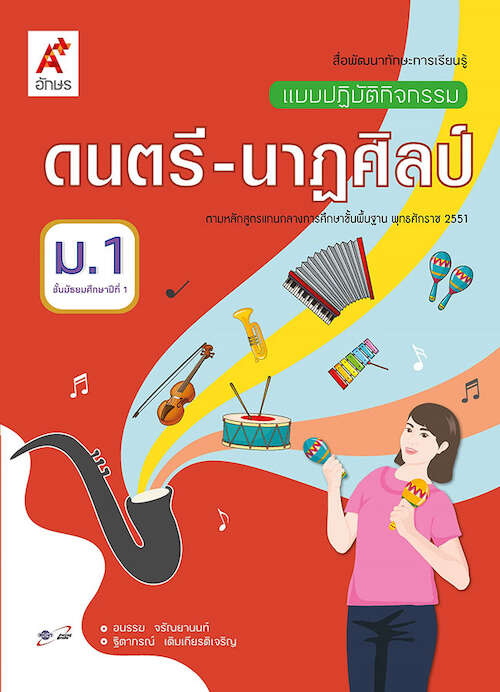 อักษร
สื่อพัฒนาทักษะการเรียนรู้
แบบปฏิบัติกิจกรรม
ดนตรี-นาฏศิลป์
ตามหลักสูตรแกนกลางการศึกษาขั้นพื้นฐาน พุทธศักราช 2551
ม.1
ชั้นมัธยมศึกษาปีที่ 1
อนรรฆ จรัณยานนท์
ฐิตาภรณ์ เติมเกียรติเจริญ